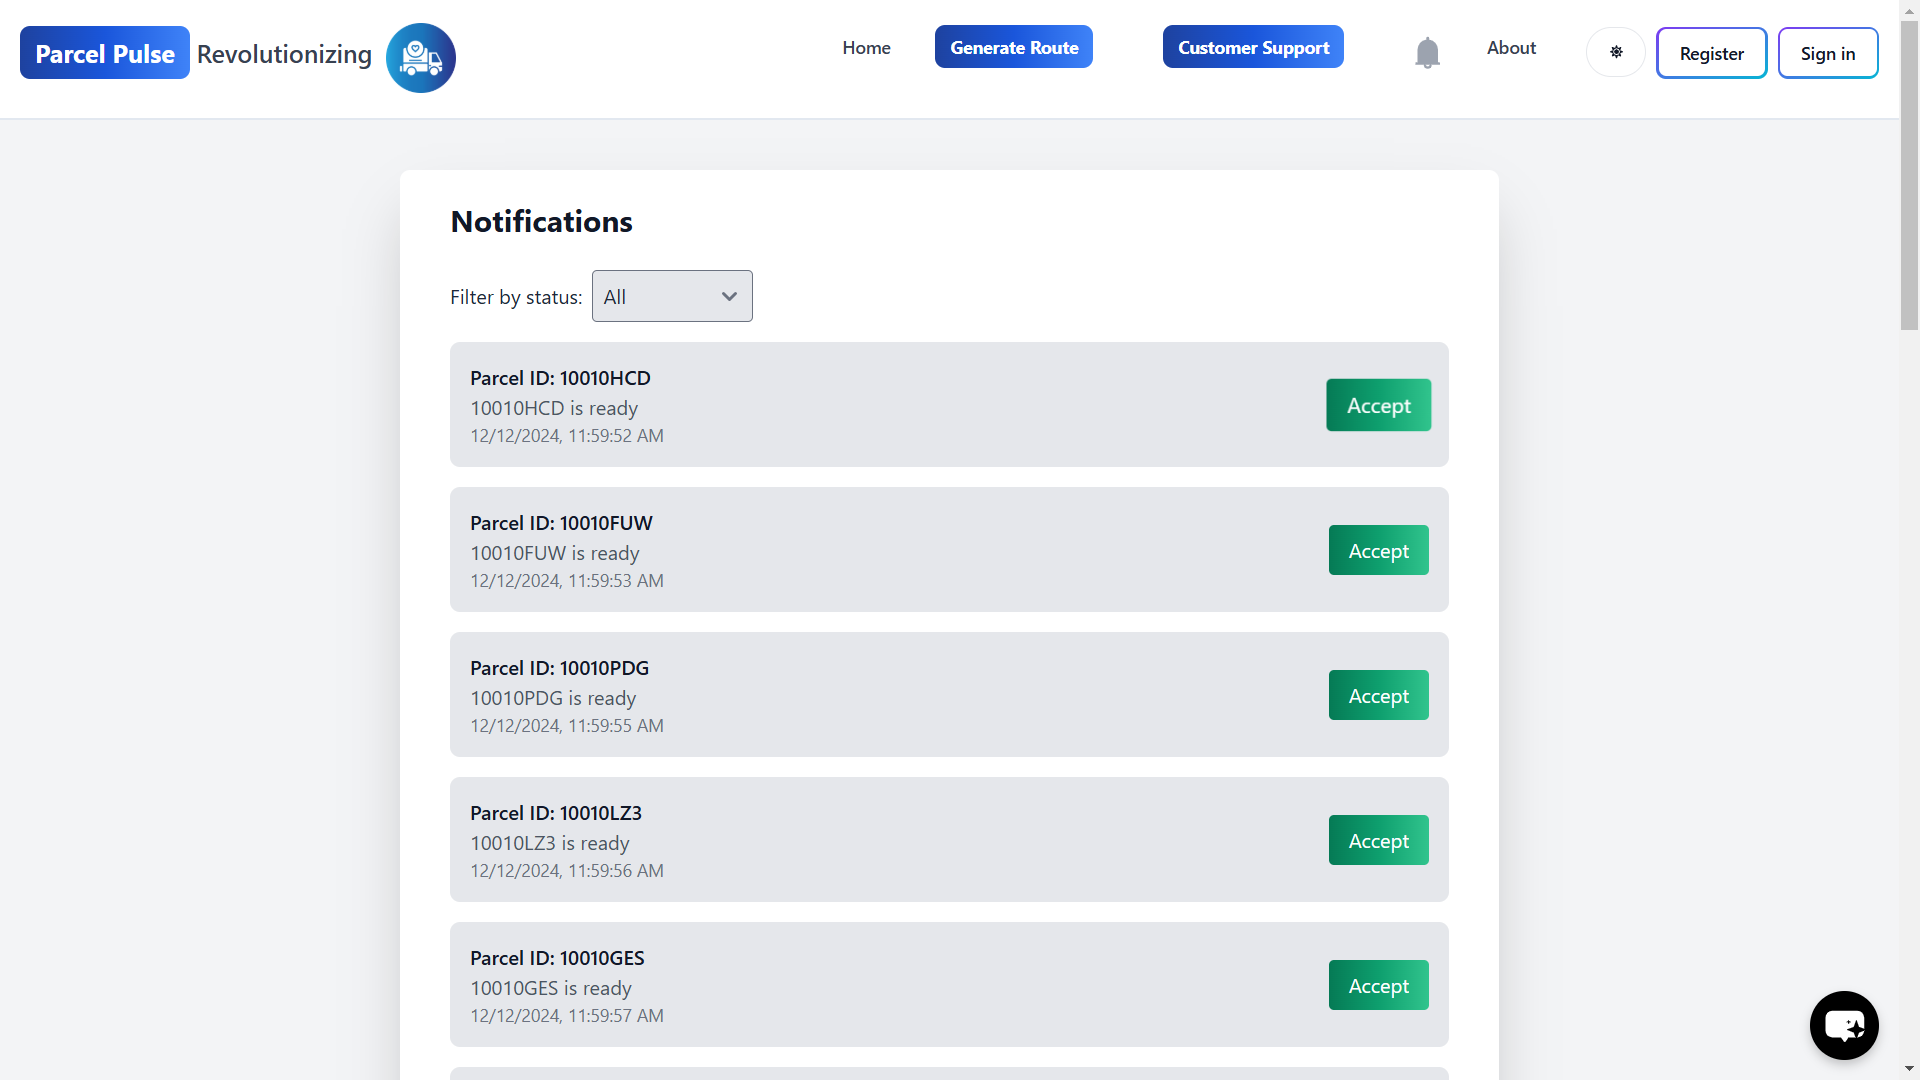 Parcel Pulse Revolutionizing
Home
Generate Route
Customer Support
About
Register
Sign in
Notifications
Filter by status: All
Parcel ID: 10010HCD
10010HCD is ready
12/12/2024, 11:59:52 AM
Accept
Parcel ID: 10010FUW
10010FUW is ready
12/12/2024, 11:59:53 AM
Accept
Parcel ID: 10010PDG
10010PDG is ready
12/12/2024, 11:59:55 AM
Accept
Parcel ID: 10010LZ3
10010LZ3 is ready
12/12/2024, 11:59:56 AM
Accept
Parcel ID: 10010GES
10010GES is ready
12/12/2024, 11:59:57 AM
Accept